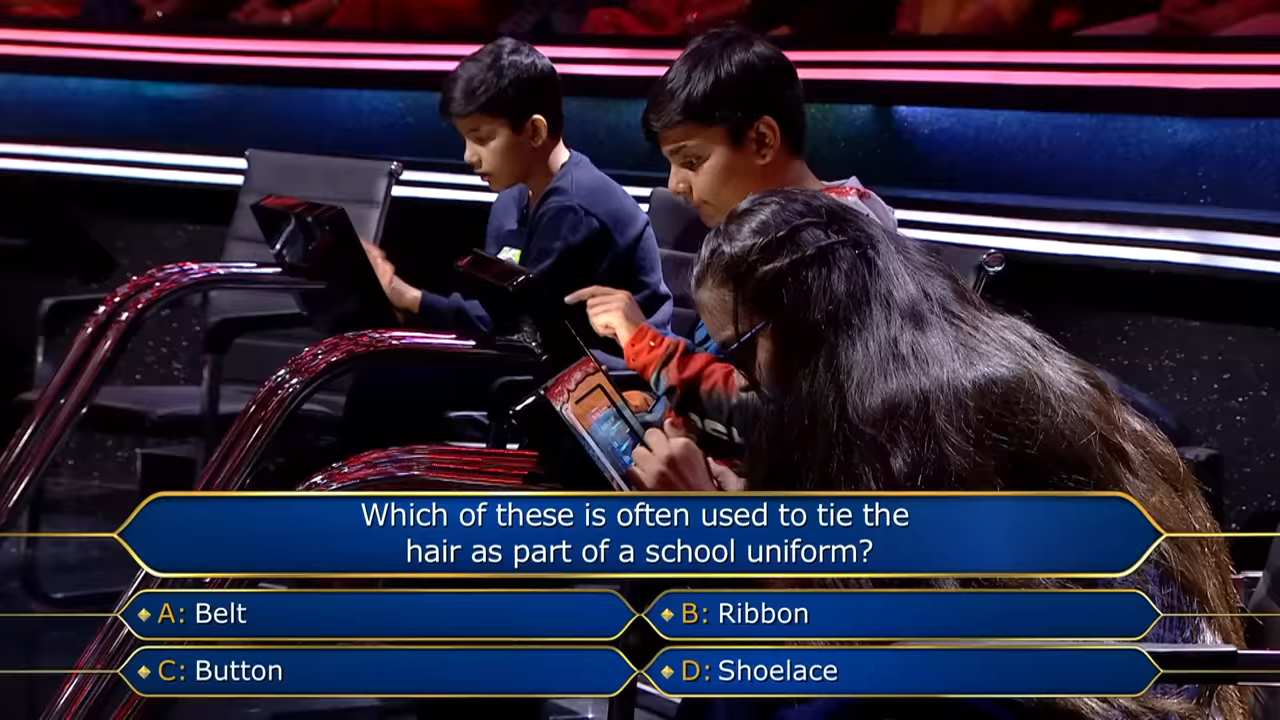 Which of these is often used to tie the
hair as part of a school uniform?
A: Belt
B: Ribbon
C: Button
D: Shoelace